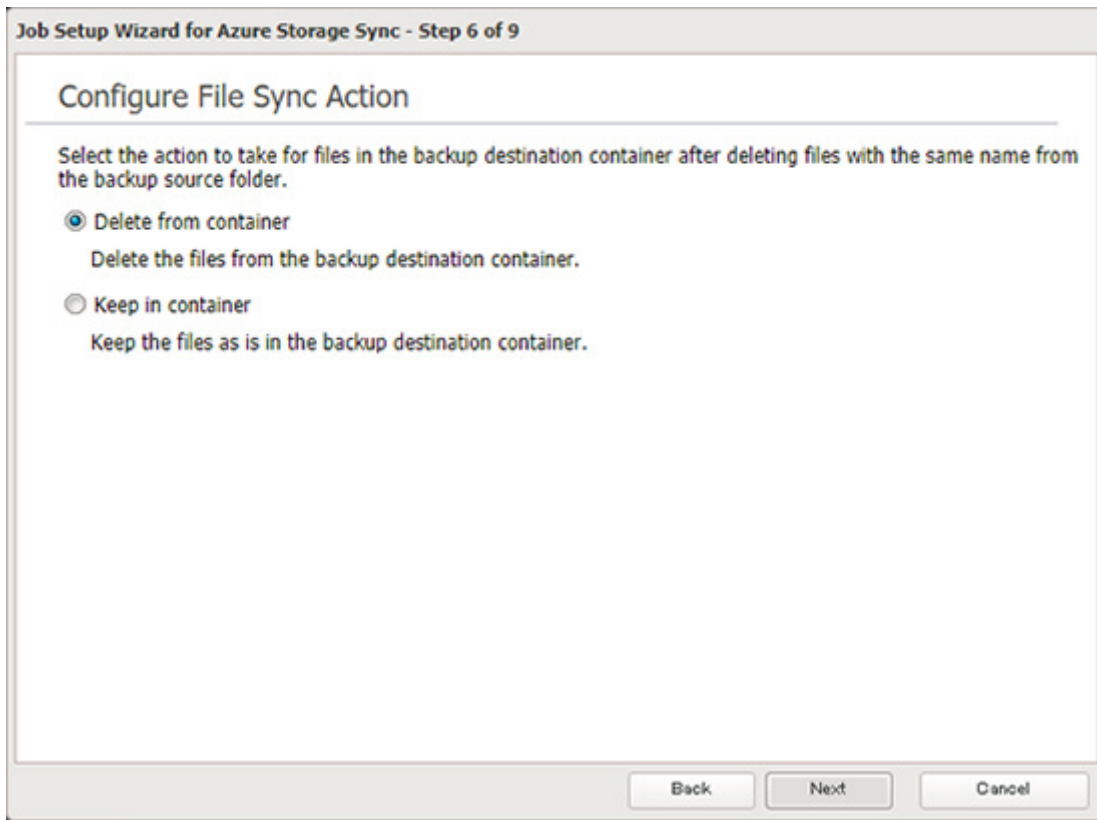 Job Setup Wizard for Azure Storage Sync - Step 6 of 9
Configure File Sync Action
Select the action to take for files in the backup destination container after deleting files with the same name from
the backup source folder.
Delete from container
Delete the files from the backup destination container.
Keep in container
Keep the files as is in the backup destination container.
Back
Next
Cancel